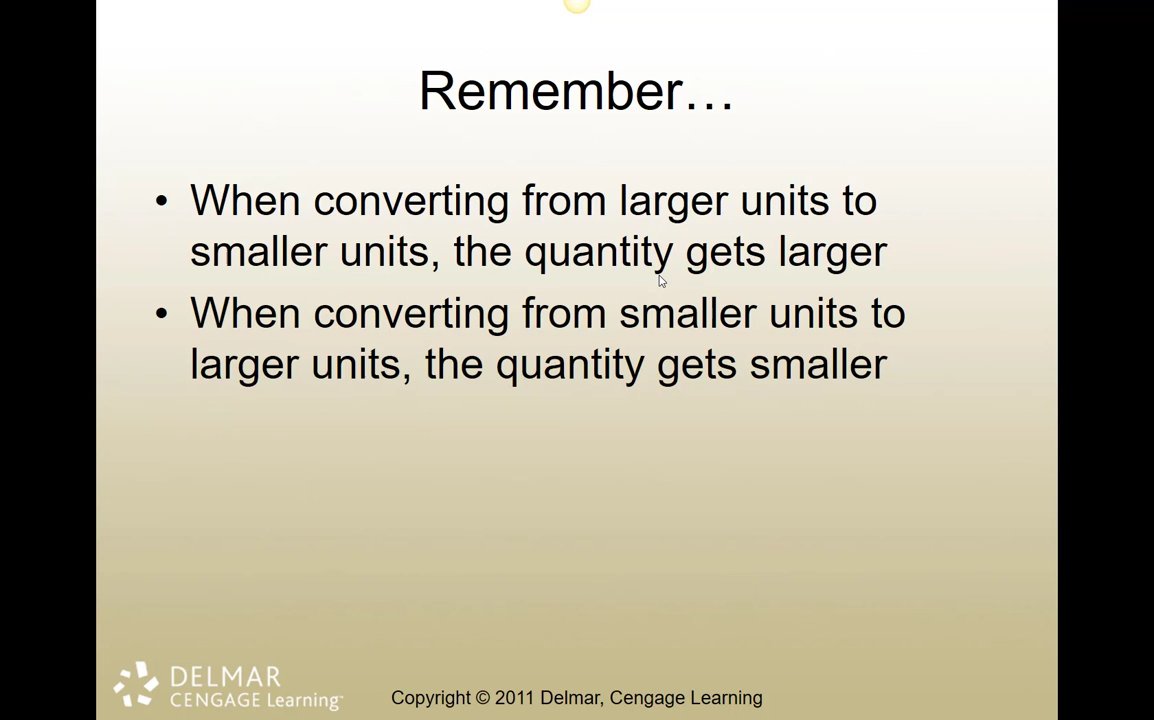 Remember…
• When converting from larger units to
smaller units, the quantity gets larger
• When converting from smaller units to
larger units, the quantity gets smaller
DELMAR
CENGAGE Learning™
Copyright © 2011 Delmar, Cengage Learning